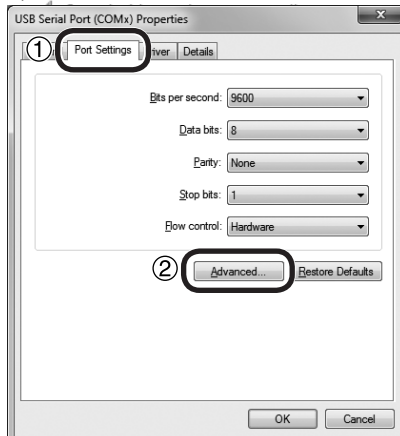 USB Serial Port (COMx) Properties
① Port Settings Driver Details
Bits per second: 9600
Data bits: 8
Parity: None
Stop bits: 1
Flow control: Hardware
② Advanced... Restore Defaults
OK Cancel